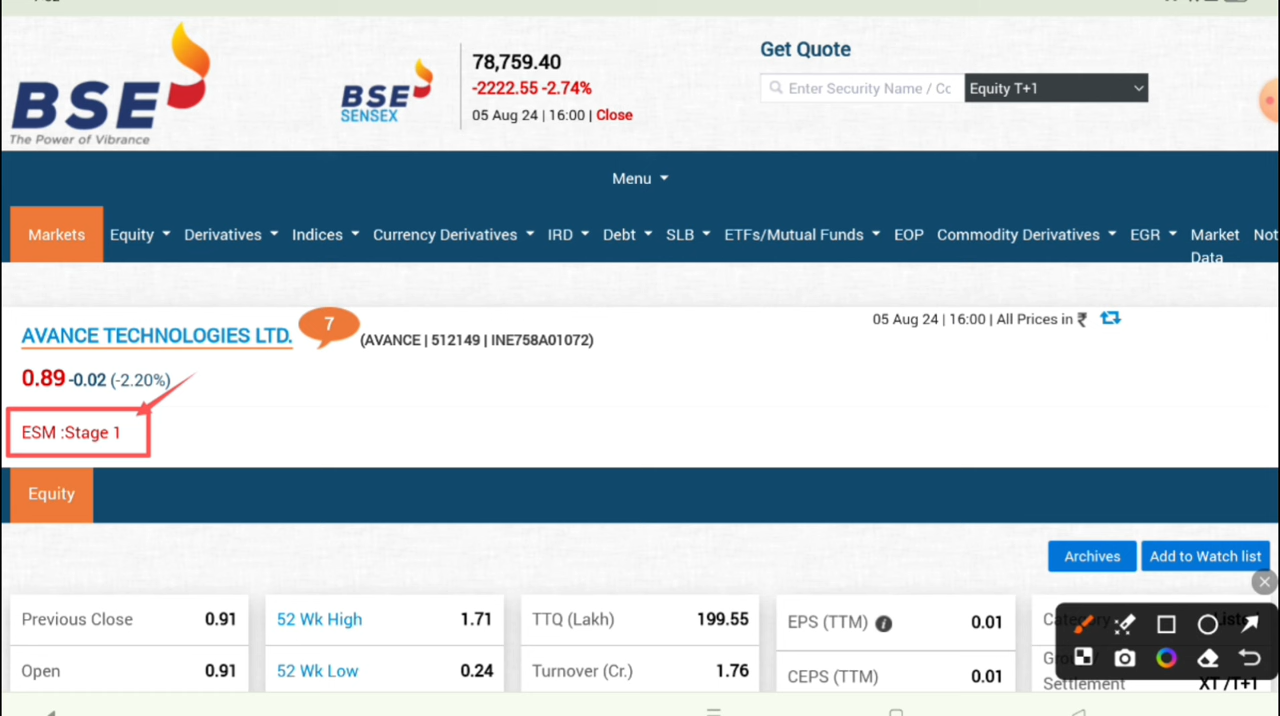 BSE
The Power of Vibrance
BSE
SENSEX
78,759.40
-2222.55 -2.74%
05 Aug 24 | 16:00 | Close
Get Quote
Enter Security Name / Cc
Equity T+1
Menu
Markets
Equity
Derivatives
Indices
Currency Derivatives
IRD
Debt
SLB
ETFs/Mutual Funds
EOP
Commodity Derivatives
EGR
Market Data
Not
AVANCE TECHNOLOGIES LTD.
7
(AVANCE | 512149 | INE758A01072)
05 Aug 24 | 16:00 | All Prices in ₹
0.89 -0.02 (-2.20%)
ESM :Stage 1
Equity
Archives
Add to Watch list
Previous Close 0.91
Open 0.91
52 Wk High 1.71
52 Wk Low 0.24
TTQ (Lakh) 199.55
Turnover (Cr.) 1.76
EPS (TTM) 0.01
CEPS (TTM) 0.01
Settlement XT /T+1